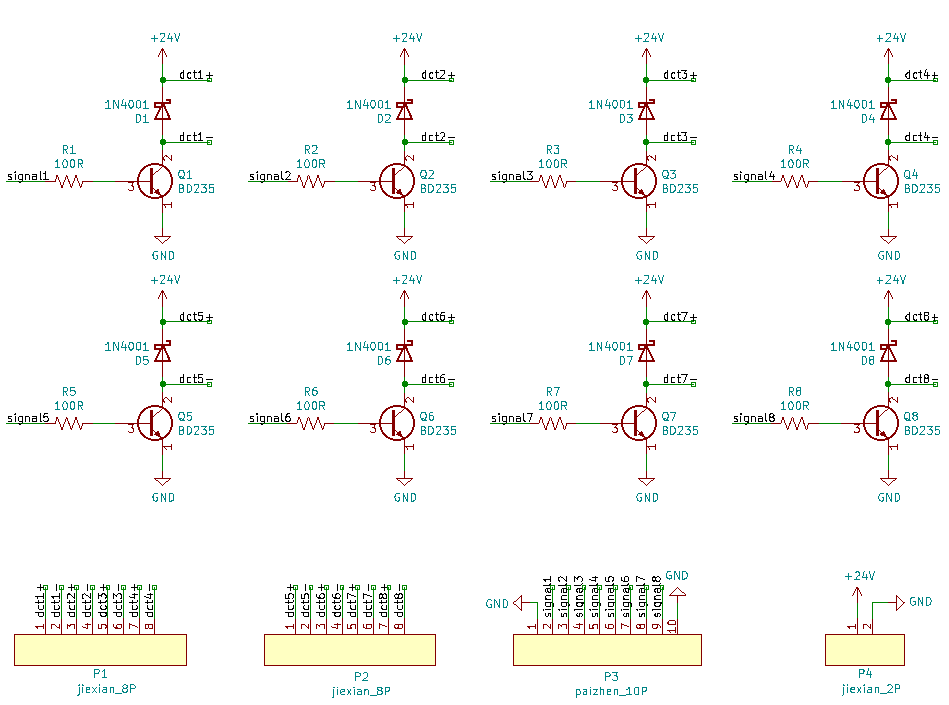 +24V +24V +24V +24V
dct1+ dct2+ dct3+ dct4+
1N4001 1N4001 1N4001 1N4001
D1 D2 D3 D4
dct1- dct2- dct3- dct4-
R1 2 R2 2 R3 2 R4 2
100R 100R 100R 100R
signal1 3 Q1 signal2 3 Q2 signal3 3 Q3 signal4 3 Q4
BD235 BD235 BD235 BD235
1 1 1 1
GND GND GND GND
+24V +24V +24V +24V
dct5+ dct6+ dct7+ dct8+
1N4001 1N4001 1N4001 1N4001
D5 D6 D7 D8
dct5- dct6- dct7- dct8-
R5 2 R6 2 R7 2 R8 2
100R 100R 100R 100R
signal5 3 Q5 signal6 3 Q6 signal7 3 Q7 signal8 3 Q8
BD235 BD235 BD235 BD235
1 1 1 1
GND GND GND GND
dct1+ dct1- dct2+ dct2- dct3+ dct3- dct4+ dct4-
1 2 3 4 5 6 7 8
P1
jiexian_8P
dct5+ dct5- dct6+ dct6- dct7+ dct7- dct8+ dct8-
1 2 3 4 5 6 7 8
P2
jiexian_8P
GND signal1 signal2 signal3 signal4 signal5 signal6 signal7 signal8 GND
1 2 3 4 5 6 7 8 9 10
P3
paizhen_10P
+24V GND
1 2
P4
jiexian_2P